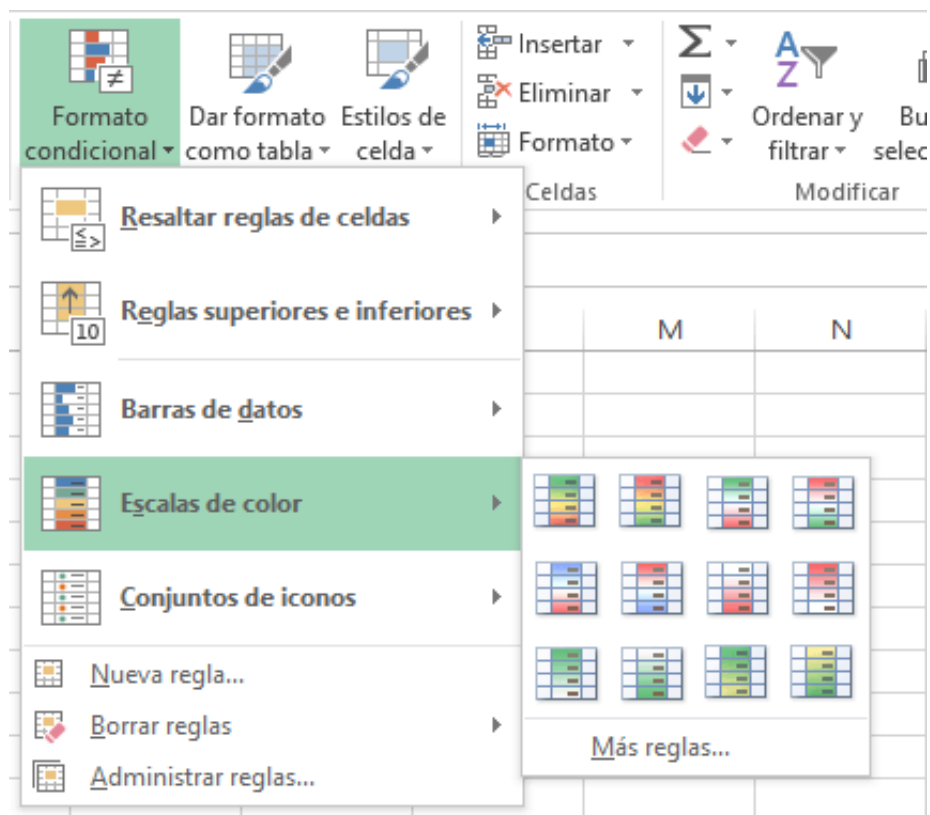 Formato condicional
Dar formato como tabla
Estilos de celda
Insertar
Eliminar
Formato
Celdas
Σ
A
Z
Ordenar y filtrar
Modificar
Bu
selec
≠
Resaltar reglas de celdas
Reglas superiores e inferiores
10
Barras de datos
Escalas de color
Conjuntos de iconos
Nueva regla...
Borrar reglas
Administrar reglas...
Más reglas...
M
N